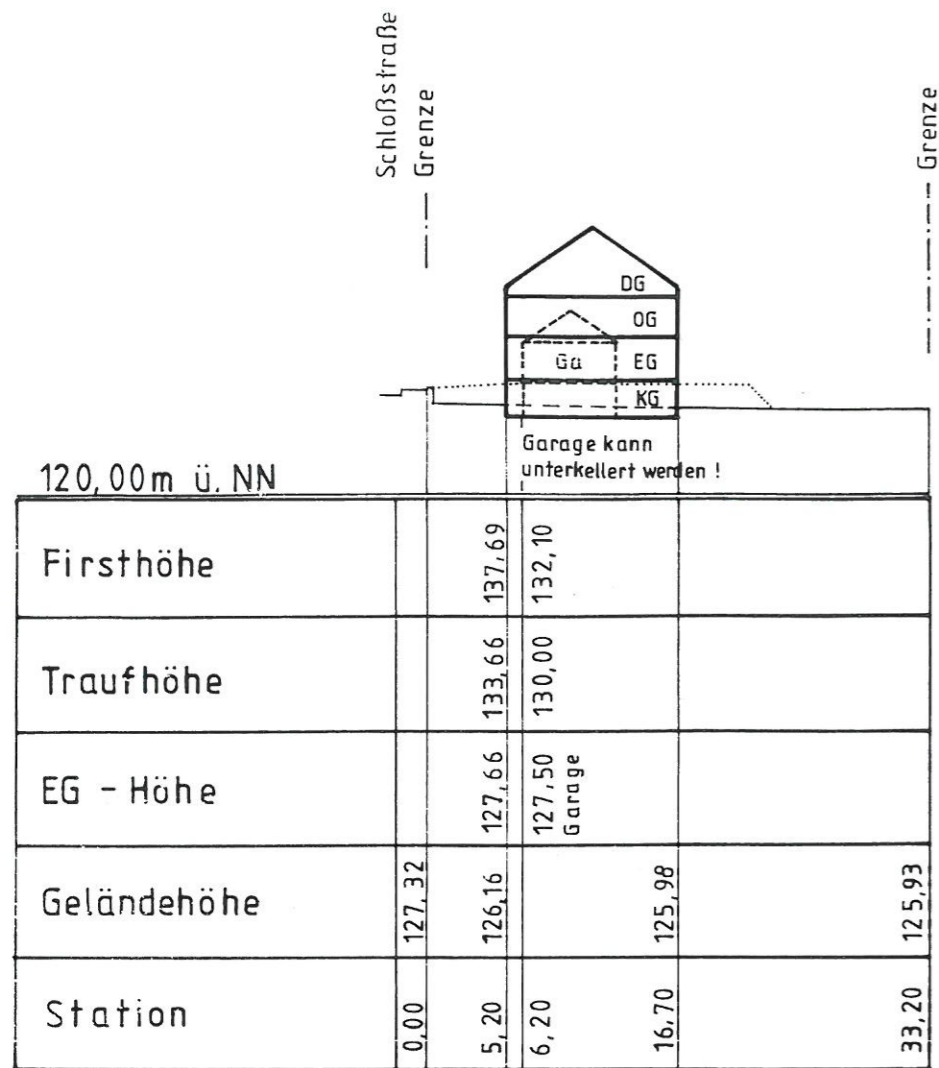 Schloßstraße
Grenze
Grenze
DG
OG
Ga EG
KG
Garage kann
unterkellert werden !
120,00m ü. NN
Firsthöhe 137,69 132,10
Traufhöhe 133,66 130,00
EG - Höhe 127,66 127,50 Garage
Geländehöhe 127,32 126,16 125,98 125,93
Station 0,00 5,20 6,20 16,70 33,20